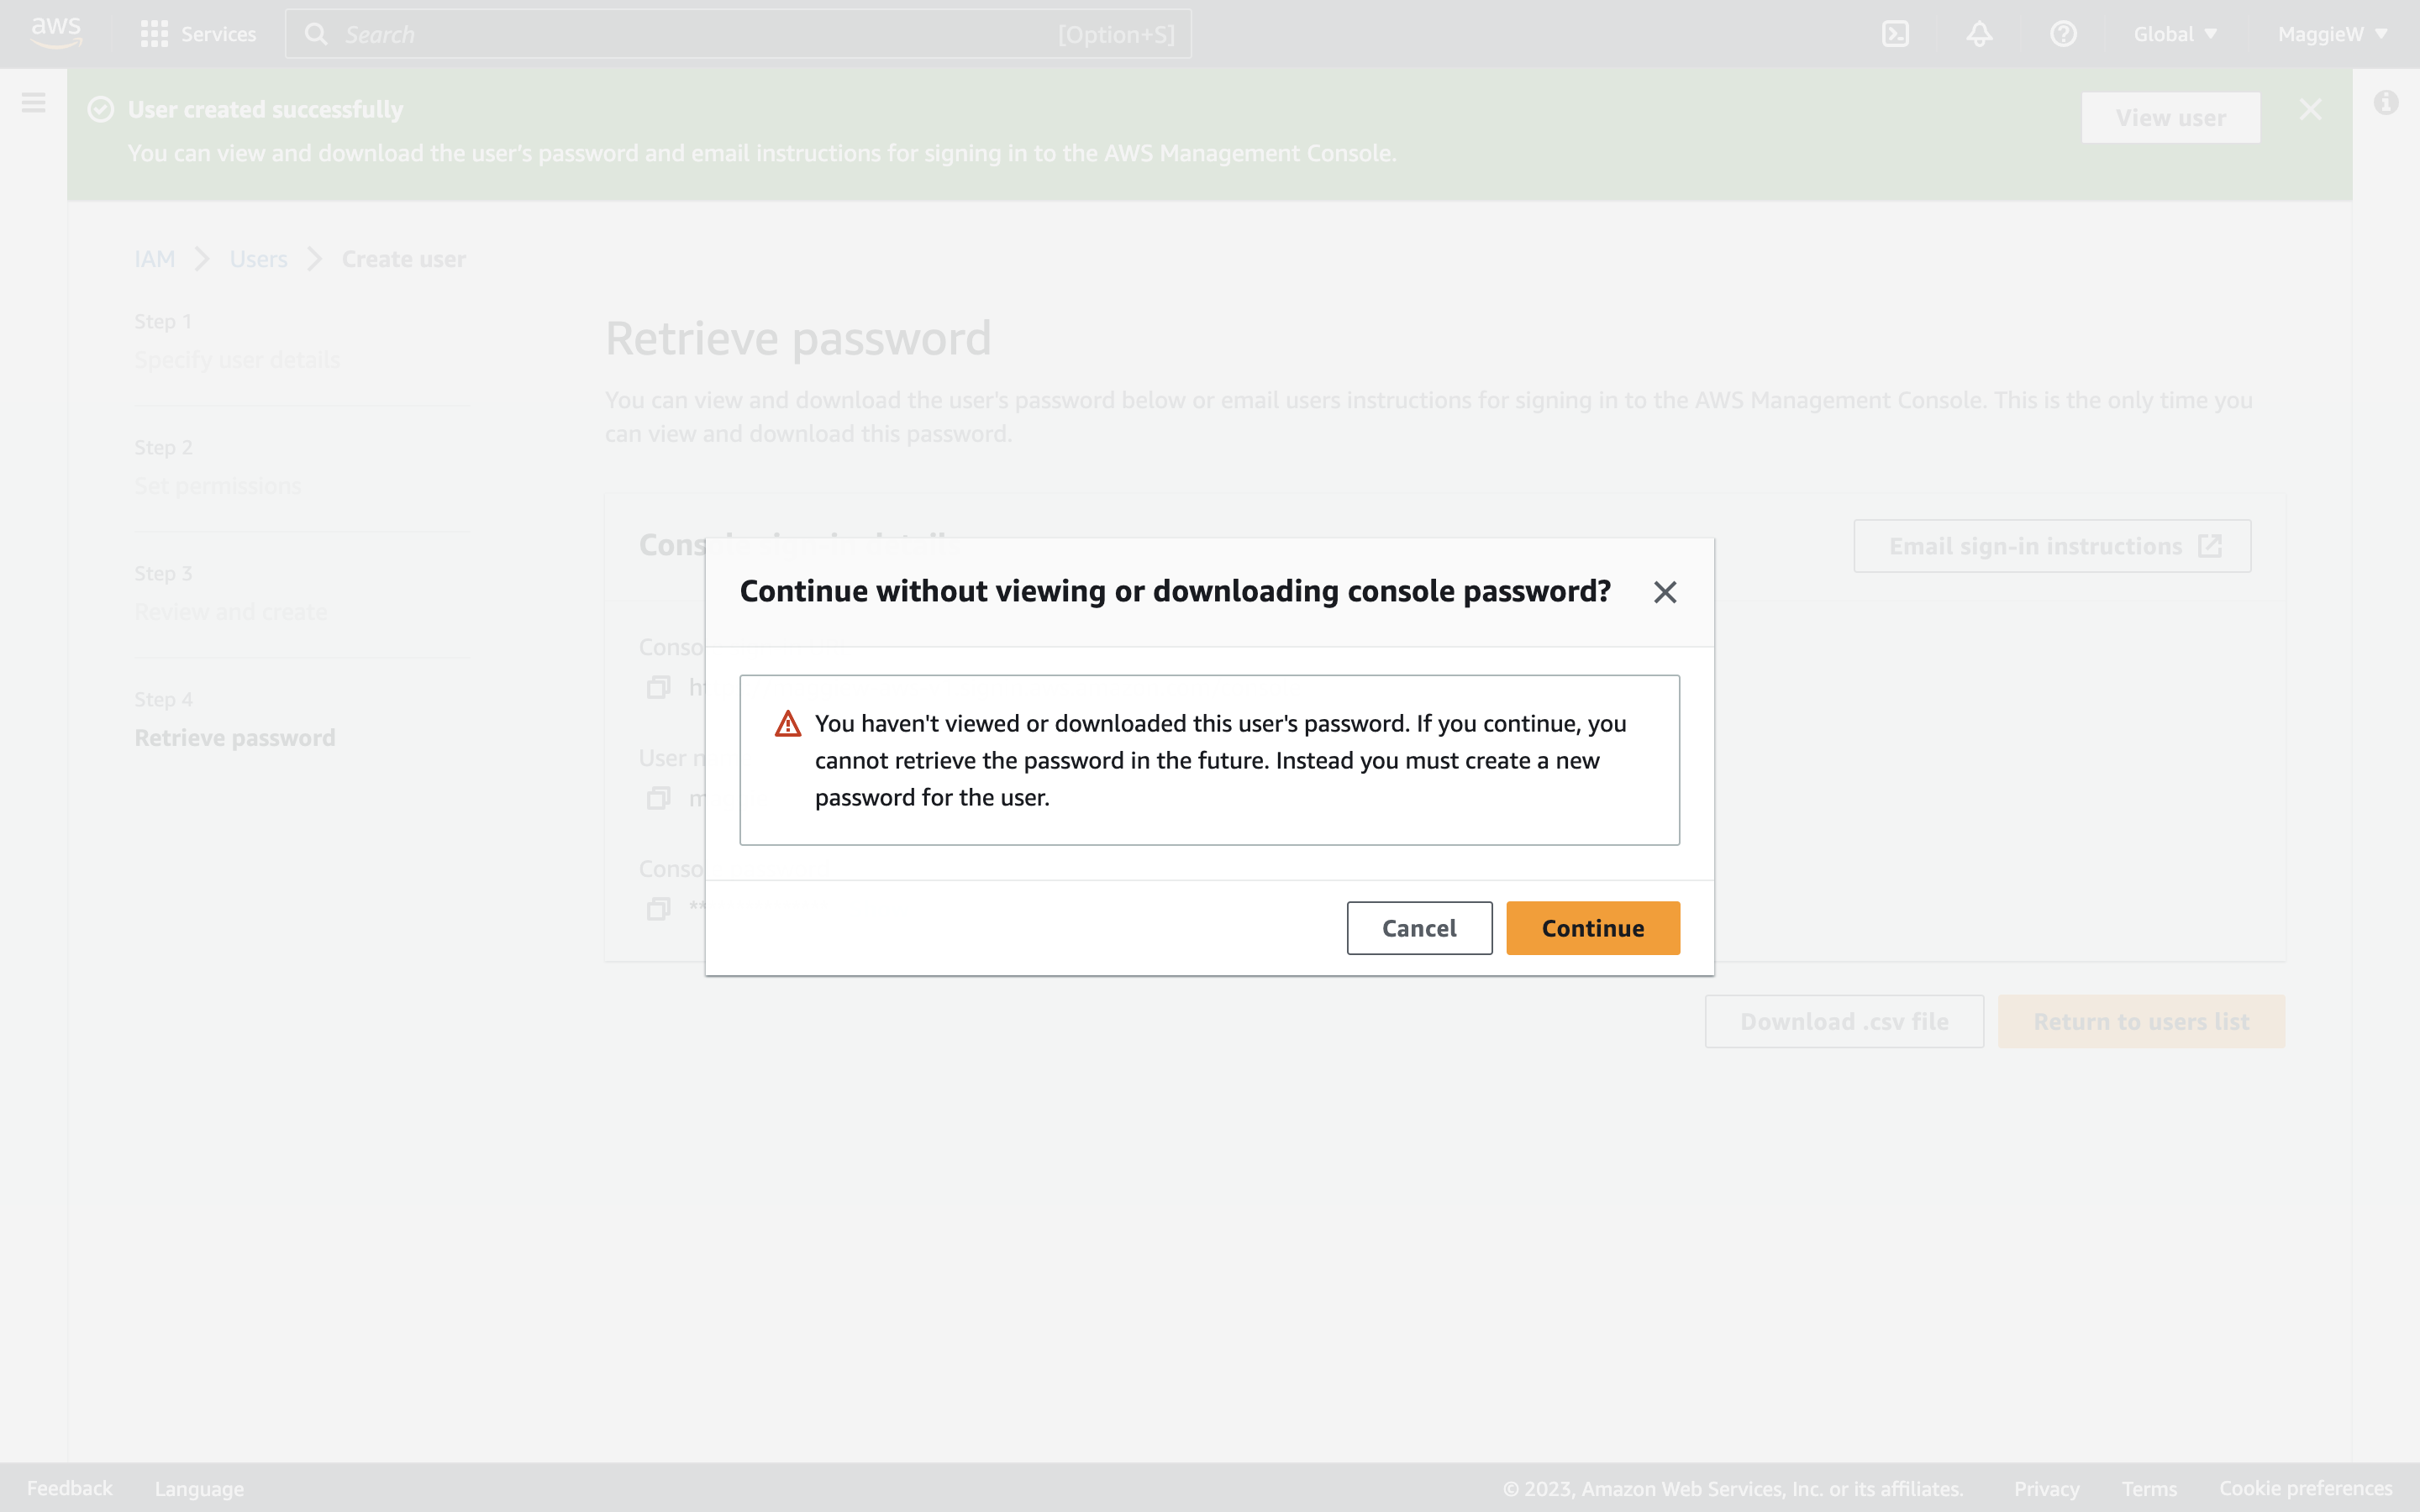 aws
Services
Search
[Option+S]
Global
MaggieW
User created successfully
You can view and download the user's password and email instructions for signing in to the AWS Management Console.
View user
IAM
Users
Create user
Step 1
Specify user details
Step 2
Set permissions
Step 3
Review and create
Step 4
Retrieve password
Retrieve password
You can view and download the user's password below or email users instructions for signing in to the AWS Management Console. This is the only time you
can view and download this password.
Console sign-in details
Email sign-in instructions
Conso
User n
Conso
**
Continue without viewing or downloading console password?
You haven't viewed or downloaded this user's password. If you continue, you
cannot retrieve the password in the future. Instead you must create a new
password for the user.
Cancel
Continue
Download .csv file
Return to users list
Feedback
Language
© 2023, Amazon Web Services, Inc. or its affiliates.
Privacy
Terms
Cookie preferences